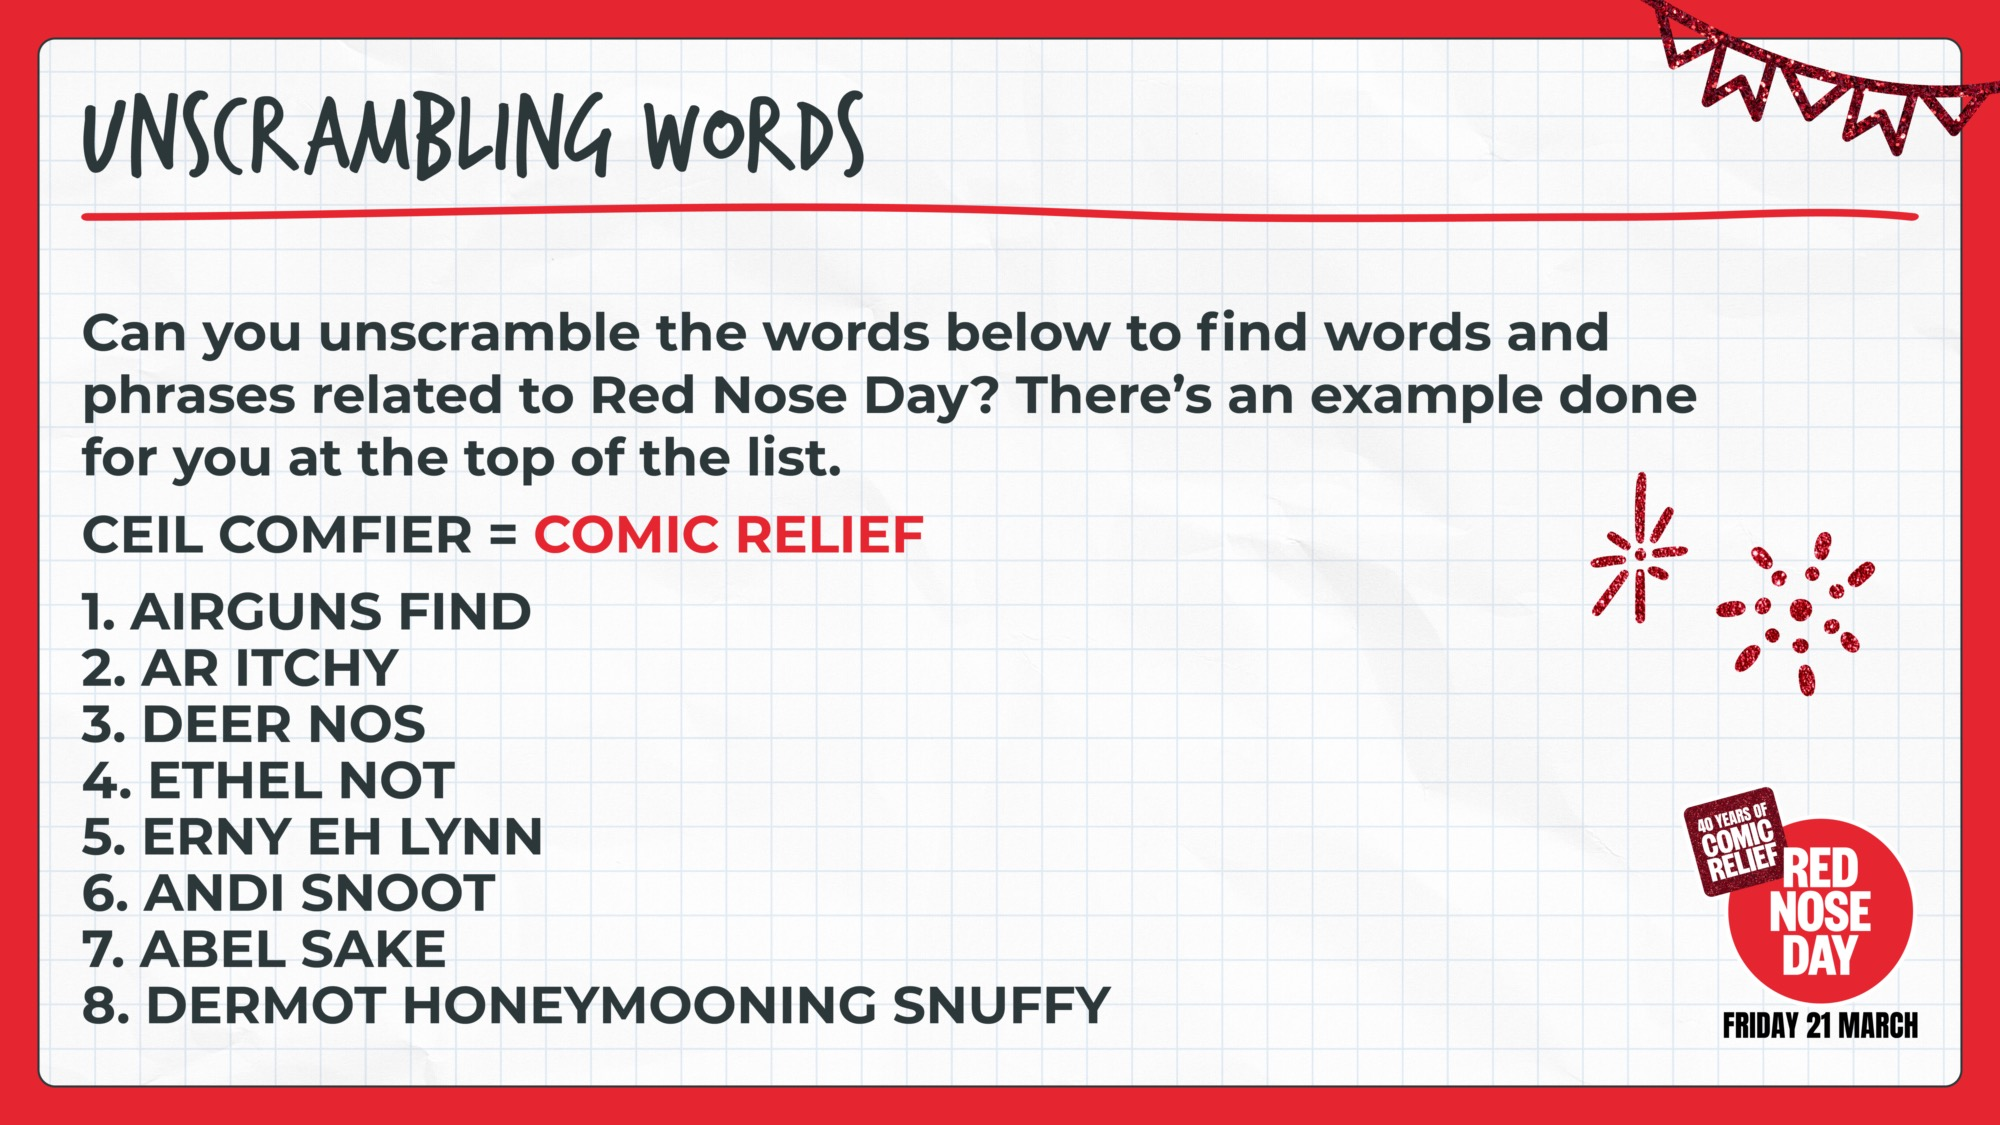 UNSCRAMBLING WORDS
Can you unscramble the words below to find words and
phrases related to Red Nose Day? There’s an example done
for you at the top of the list.
CEIL COMFIER = COMIC RELIEF
1. AIRGUNS FIND
2. AR ITCHY
3. DEER NOS
4. ETHEL NOT
5. ERNY EH LYNN
6. ANDI SNOOT
7. ABEL SAKE
8. DERMOT HONEYMOONING SNUFFY
40 YEARS OF
COMIC
RELIEF
RED
NOSE
DAY
FRIDAY 21 MARCH